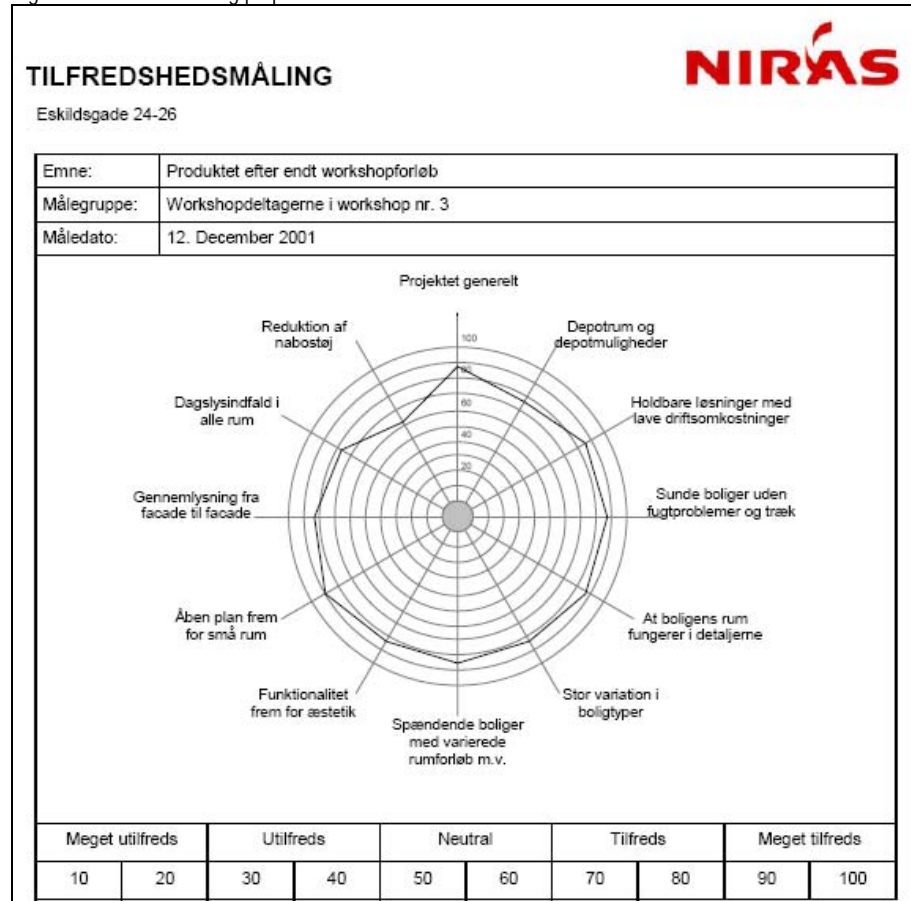 NIRAS
TILFREDSHEDSMÅLING
Eskildsgade 24-26
Emne: Produktet efter endt workshopforløb
Målegruppe: Workshopdeltagerne i workshop nr. 3
Måledato: 12. December 2001
Projektet generelt
Reduktion af
nabostøj
Depotrum og
depotmuligheder
100
80
60
40
20
Dagslysindfald i
alle rum
Holdbare løsninger med
lave driftsomkostninger
Gennemlysning fra
facade til facade
Sunde boliger uden
fugtproblemer og træk
Åben plan frem
for små rum
At boligens rum
fungerer i detaljerne
Funktionalitet
frem for æstetik
Spændende boliger
med varierede
rumforløb m.v.
Stor variation i
boligtyper
Meget utilfreds Utilfreds Neutral Tilfreds Meget tilfreds
10 20 30 40 50 60 70 80 90 100